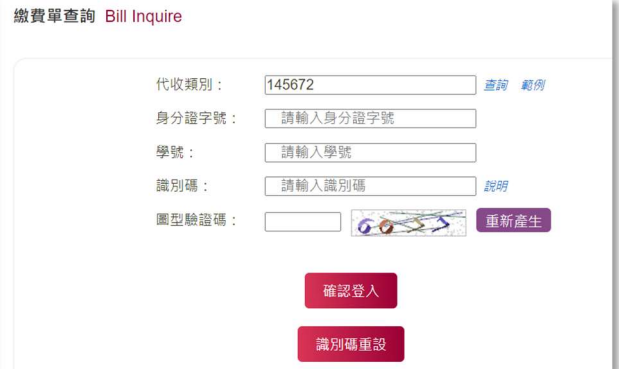 繳費單查詢 Bill Inquire
代收類別： 145672 查詢 範例
身分證字號： 請輸入身分證字號
學號： 請輸入學號
識別碼： 請輸入識別碼 說明
圖型驗證碼： 重新產生
確認登入
識別碼重設